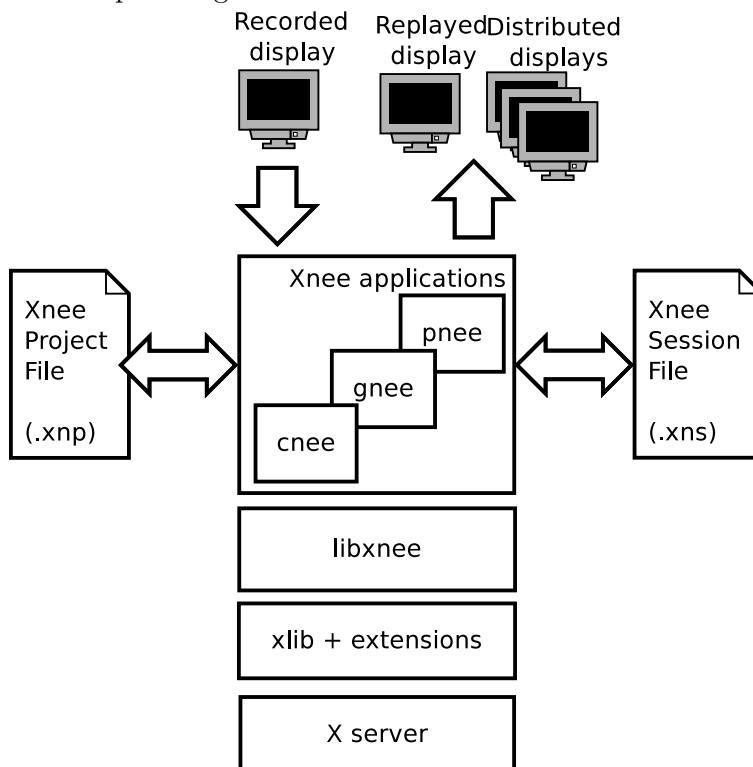 Recorded
display
Replayed
display
Distributed
displays
Xnee applications
pnee
gnee
cnee
Xnee
Project
File
(.xnp)
Xnee
Session
File
(.xns)
libxnee
xlib + extensions
X server